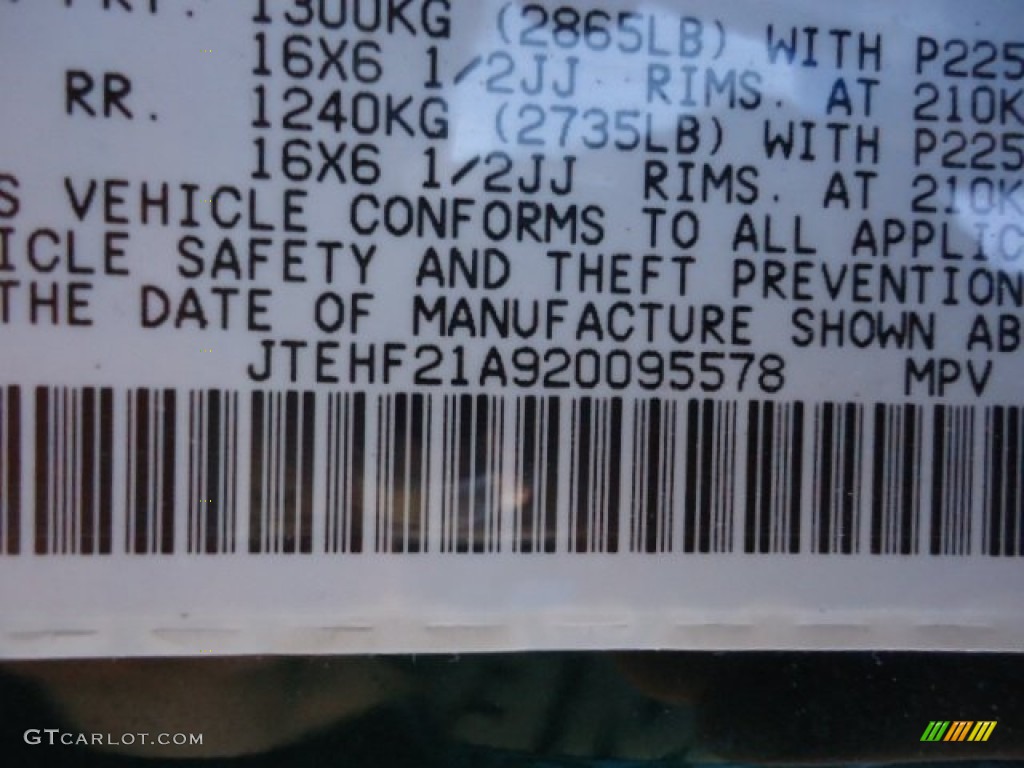 FRT. 1300KG (2865LB) WITH P225
16X6 1/2JJ RIMS. AT 210K
RR. 1240KG (2735LB) WITH P225
16X6 1/2JJ RIMS. AT 210K
S VEHICLE CONFORMS TO ALL APPLIC
ICLE SAFETY AND THEFT PREVENTION
THE DATE OF MANUFACTURE SHOWN AB
JTEHF21A920095578 MPV
GTCARLOT.COM